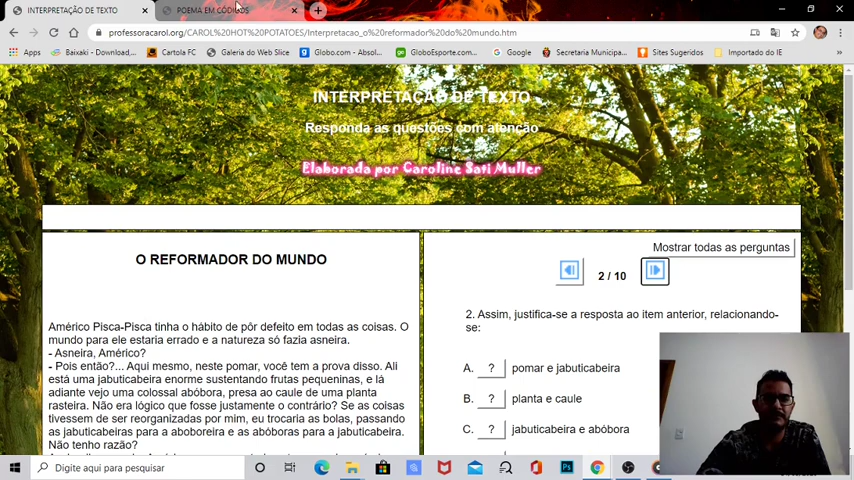 INTERPRETAÇÃO DE TEXTO
POEMA EM CÓDIGOS
professoracarol.org/CAROL%20HOT%20POTATOES/Interpretacao_o%20reformador%20do%20mundo.htm
Apps
Baixaki - Download,...
Cartola FC
Galeria do Web Slice
Globo.com - Absol...
GloboEsporte.com...
Google
Secretaria Municipa...
Sites Sugeridos
Importado do IE
INTERPRETAÇÃO DE TEXTO
Responda as questões com atenção
Elaborada por Caroline Sati Muller
O REFORMADOR DO MUNDO
Américo Pisca-Pisca tinha o hábito de pôr defeito em todas as coisas. O
mundo para ele estaria errado e a natureza só fazia asneira.
- Asneira, Américo?
- Pois então?... Aqui mesmo, neste pomar, você tem a prova disso. Ali
está uma jabuticabeira enorme sustentando frutas pequeninas, e lá
adiante vejo uma colossal abóbora, presa ao caule de uma planta
rasteira. Não era lógico que fosse justamente o contrário? Se as coisas
tivessem de ser reorganizadas por mim, eu trocaria as bolas, passando
as jabuticabeiras para a aboboreira e as abóboras para a jabuticabeira.
Não tenho razão?
Mostrar todas as perguntas
2 / 10
2. Assim, justifica-se a resposta ao item anterior, relacionando-
se:
A. ? pomar e jabuticabeira
B. ? planta e caule
C. ? jabuticabeira e abóbora
Digite aqui para pesquisar